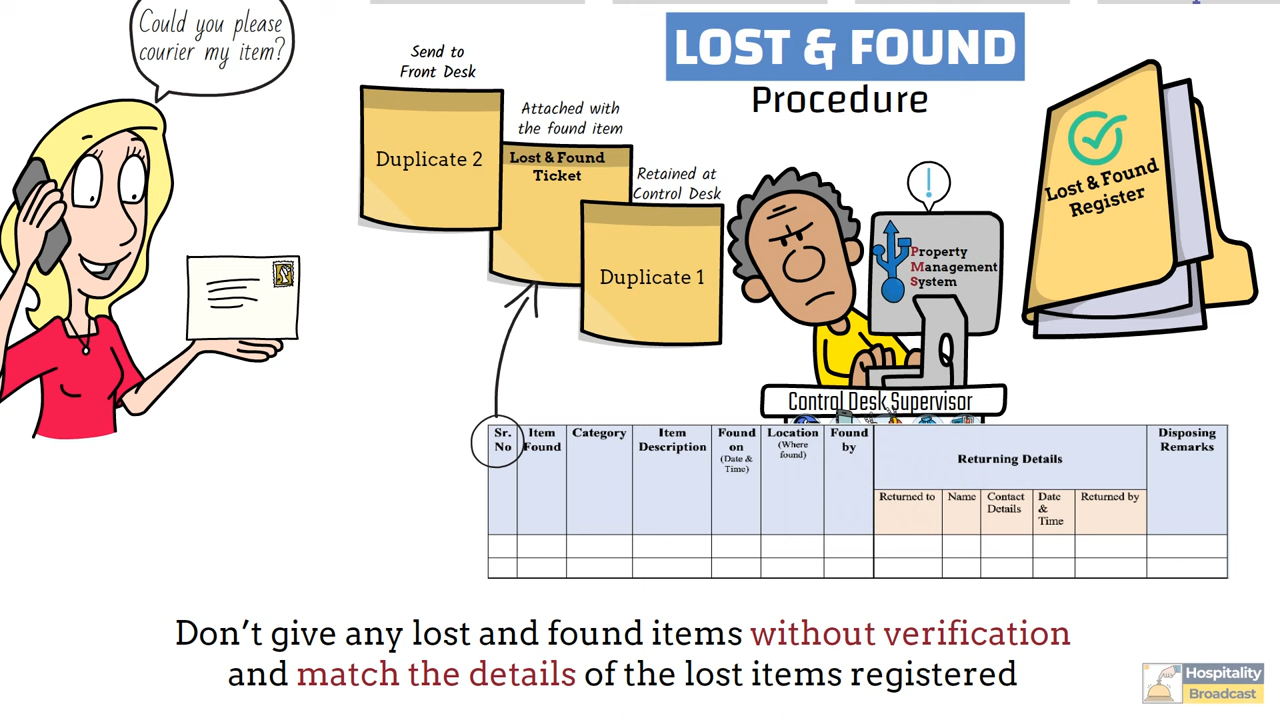 Could you please
courier my item?
Send to
Front Desk
Duplicate 2
Attached with
the found item
Lost & Found
Ticket
Retained at
Control Desk
Duplicate 1
LOST & FOUND
Procedure
!
Property
Management
System
Control Desk Supervisor
Lost & Found
Register
Sr.
No
Item
Found
Category
Item
Description
Found
on
(Date &
Time)
Location
(Where
found)
Found
by
Returning Details
Returned to
Name
Contact
Details
Date
&
Time
Returned by
Disposing
Remarks
Don't give any lost and found items without verification
and match the details of the lost items registered
Hospitality
Broadcast